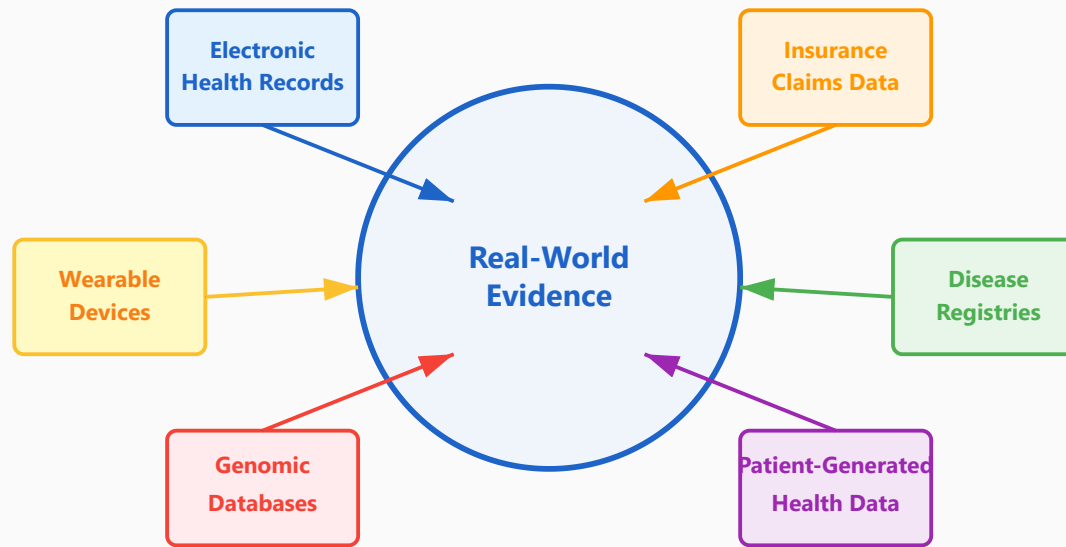 Electronic
Health Records
Insurance
Claims Data
Real-World
Evidence
Wearable
Devices
Disease
Registries
Genomic
Databases
Patient-Generated
Health Data